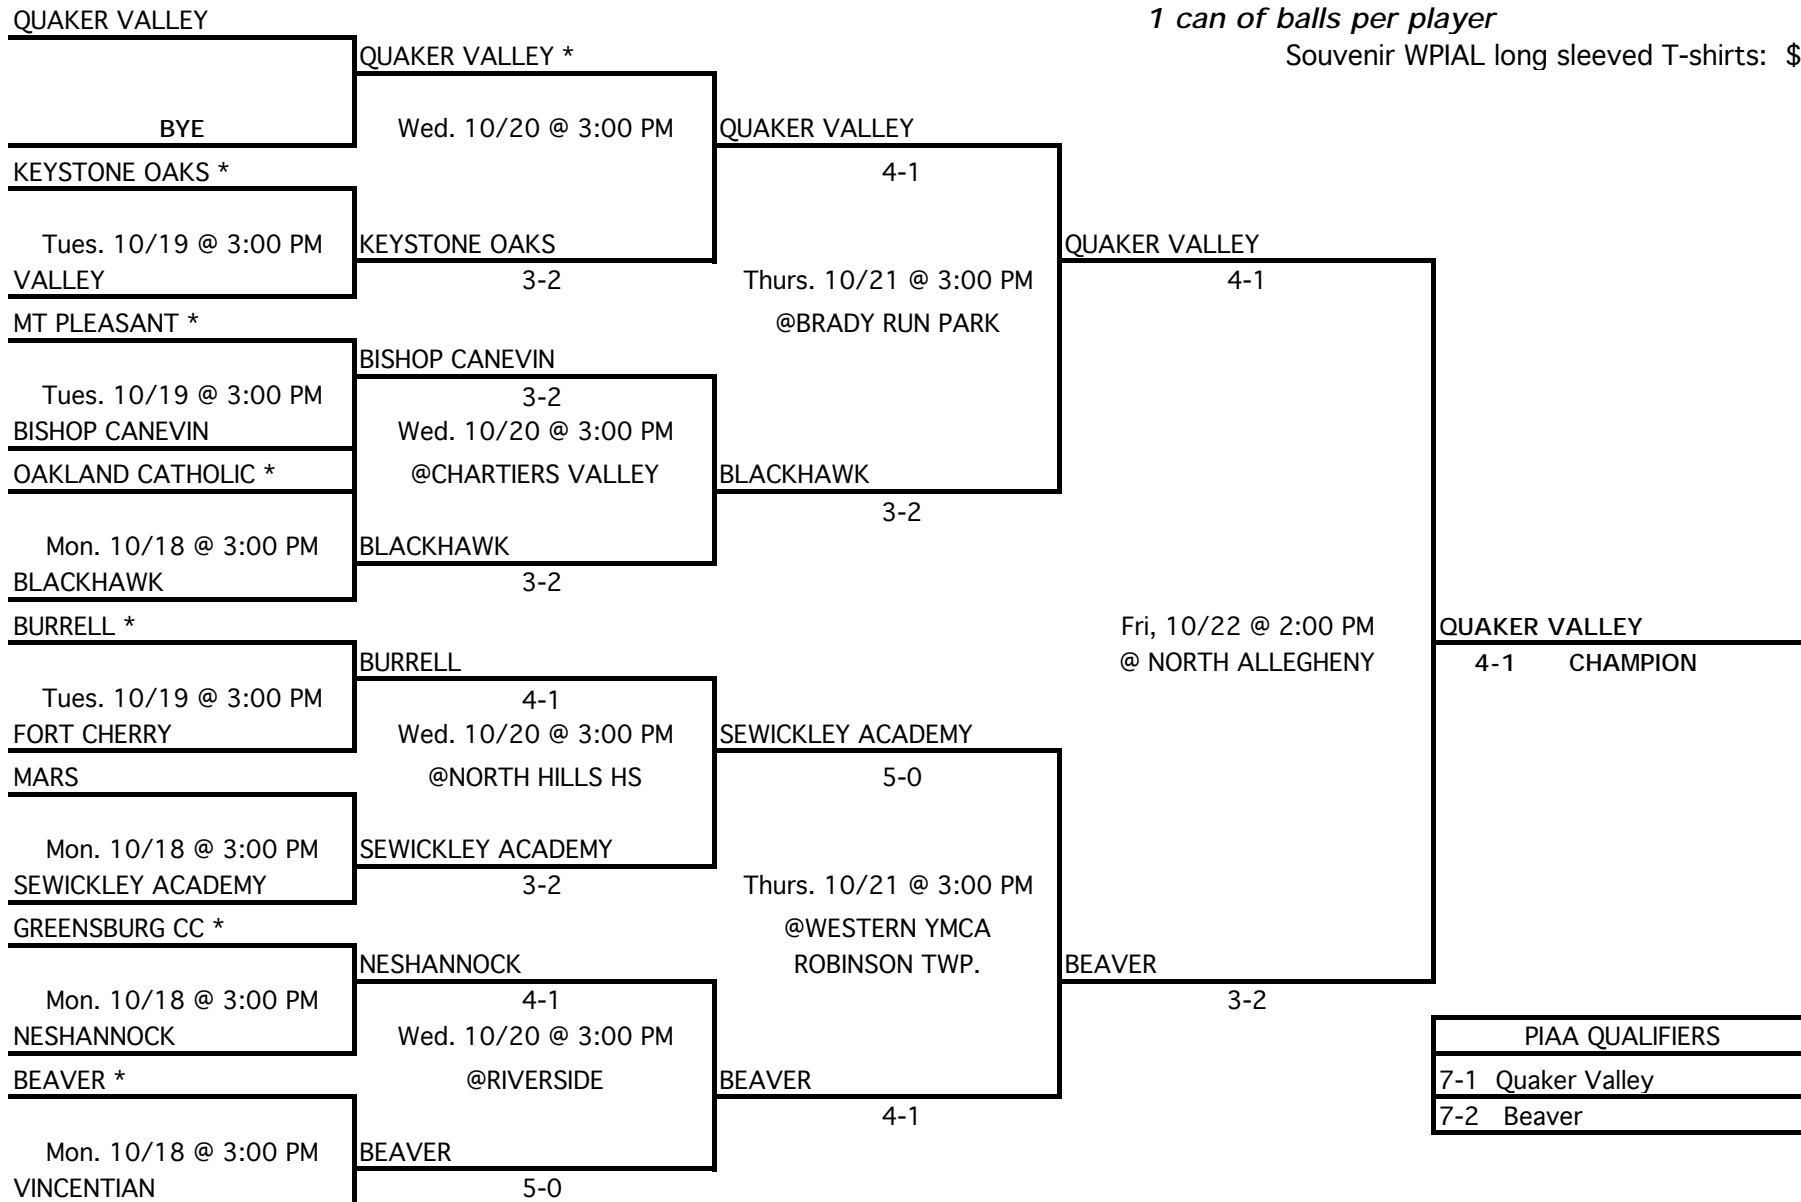 QUAKER VALLEY
1 can of balls per player
QUAKER VALLEY *
Souvenir WPIAL long sleeved T-shirts: $
BYE
Wed. 10/20 @ 3:00 PM
QUAKER VALLEY
KEYSTONE OAKS *
4-1
Tues. 10/19 @ 3:00 PM
KEYSTONE OAKS
QUAKER VALLEY
VALLEY
3-2
Thurs. 10/21 @ 3:00 PM
4-1
MT PLEASANT *
@BRADY RUN PARK
BISHOP CANEVIN
Tues. 10/19 @ 3:00 PM
3-2
BISHOP CANEVIN
Wed. 10/20 @ 3:00 PM
OAKLAND CATHOLIC *
@CHARTIERS VALLEY
BLACKHAWK
3-2
Mon. 10/18 @ 3:00 PM
BLACKHAWK
BLACKHAWK
3-2
BURRELL *
Fri, 10/22 @ 2:00 PM
QUAKER VALLEY
BURRELL
@ NORTH ALLEGHENY
4-1 CHAMPION
Tues. 10/19 @ 3:00 PM
4-1
FORT CHERRY
Wed. 10/20 @ 3:00 PM
SEWICKLEY ACADEMY
MARS
@NORTH HILLS HS
5-0
Mon. 10/18 @ 3:00 PM
SEWICKLEY ACADEMY
SEWICKLEY ACADEMY
3-2
Thurs. 10/21 @ 3:00 PM
GREENSBURG CC *
@WESTERN YMCA
NESHANNOCK
ROBINSON TWP.
BEAVER
Mon. 10/18 @ 3:00 PM
4-1
3-2
NESHANNOCK
Wed. 10/20 @ 3:00 PM
PIAA QUALIFIERS
BEAVER *
@RIVERSIDE
BEAVER
7-1 Quaker Valley
4-1
7-2 Beaver
Mon. 10/18 @ 3:00 PM
BEAVER
VINCENTIAN
5-0